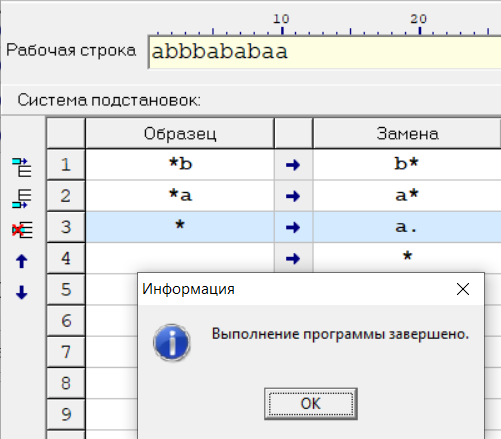 10 20
Рабочая строка abbbababaa
Система подстановок:
Образец Замена
1 *b → b*
2 *a → a*
3 * → a.
4 → *
5
Информация
6
Выполнение программы завершено.
7
8
OK
9